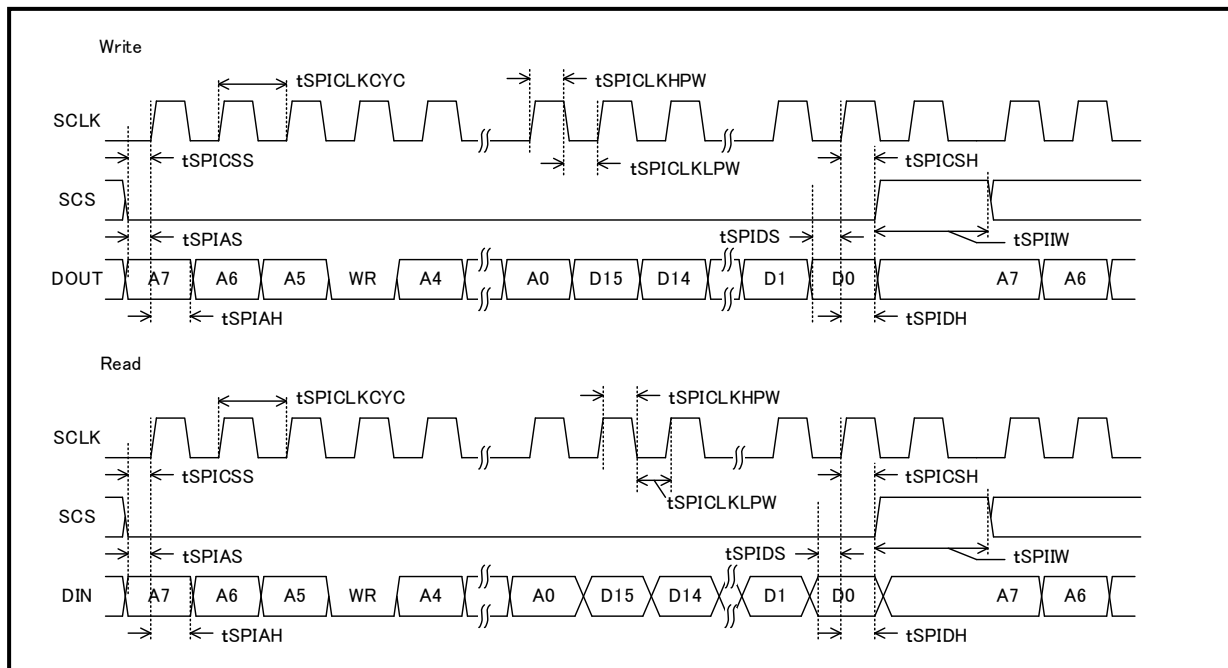 Write
tSPICLKCYC tSPICLKHPW
SCLK
tSPICSS tSPICLKLPW tSPICSH
SCS
tSPIAS tSPIDS tSPIIW
DOUT A7 A6 A5 WR A4 A0 D15 D14 D1 D0 A7 A6
tSPIAH tSPIDH
Read
tSPICLKCYC tSPICLKHPW
SCLK
tSPICSS tSPICSH
tSPICLKLPW
SCS
tSPIAS tSPIDS tSPIIW
DIN A7 A6 A5 WR A4 A0 D15 D14 D1 D0 A7 A6
tSPIAH tSPIDH